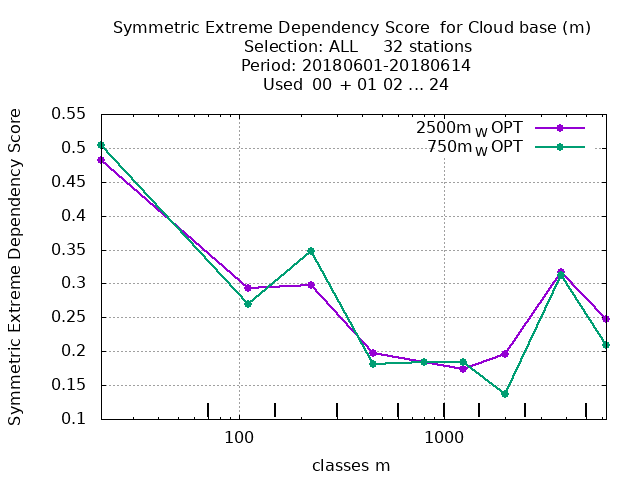 Symmetric Extreme Dependency Score for Cloud base (m)
Selection: ALL 32 stations
Period: 20180601-20180614
Used 00 + 01 02 ... 24
2500m W OPT
750m W OPT
Symmetric Extreme Dependency Score
0.55
0.5
0.45
0.4
0.35
0.3
0.25
0.2
0.15
0.1
100 1000
classes m